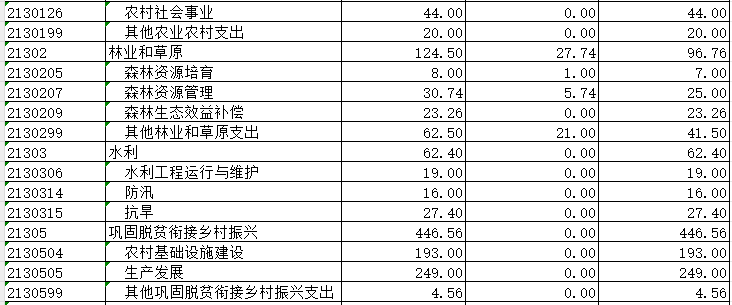 2130126 农村社会事业 44.00 0.00 44.00
2130199 其他农业农村支出 20.00 0.00 20.00
21302 林业和草原 124.50 27.74 96.76
2130205 森林资源培育 8.00 1.00 7.00
2130207 森林资源管理 30.74 5.74 25.00
2130209 森林生态效益补偿 23.26 0.00 23.26
2130299 其他林业和草原支出 62.50 21.00 41.50
21303 水利 62.40 0.00 62.40
2130306 水利工程运行与维护 19.00 0.00 19.00
2130314 防汛 16.00 0.00 16.00
2130315 抗旱 27.40 0.00 27.40
21305 巩固脱贫衔接乡村振兴 446.56 0.00 446.56
2130504 农村基础设施建设 193.00 0.00 193.00
2130505 生产发展 249.00 0.00 249.00
2130599 其他巩固脱贫衔接乡村振兴支出 4.56 0.00 4.56